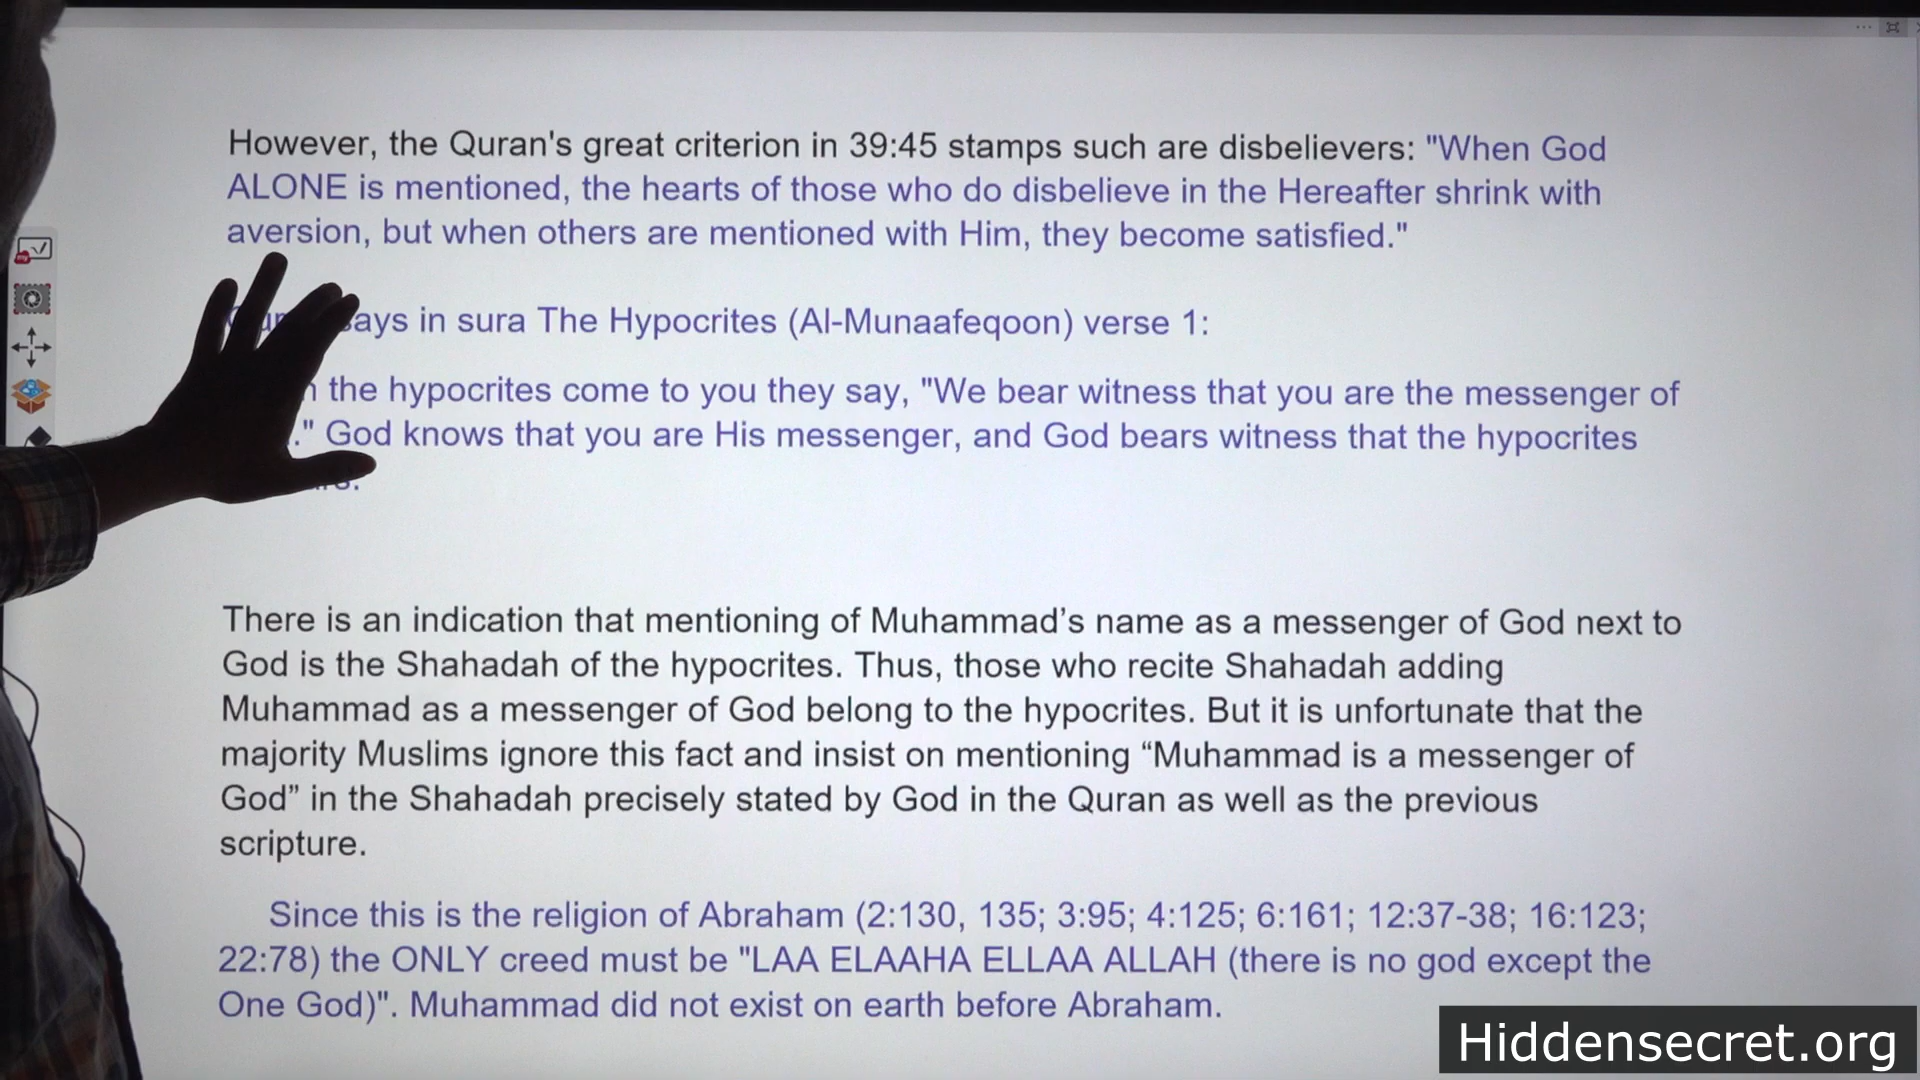 However, the Quran's great criterion in 39:45 stamps such are disbelievers: "When God
ALONE is mentioned, the hearts of those who do disbelieve in the Hereafter shrink with
aversion, but when others are mentioned with Him, they become satisfied."
says in sura The Hypocrites (Al-Munaafeqoon) verse 1:
the hypocrites come to you they say, "We bear witness that you are the messenger of
." God knows that you are His messenger, and God bears witness that the hypocrites
There is an indication that mentioning of Muhammad’s name as a messenger of God next to
God is the Shahadah of the hypocrites. Thus, those who recite Shahadah adding
Muhammad as a messenger of God belong to the hypocrites. But it is unfortunate that the
majority Muslims ignore this fact and insist on mentioning “Muhammad is a messenger of
God” in the Shahadah precisely stated by God in the Quran as well as the previous
scripture.
Since this is the religion of Abraham (2:130, 135; 3:95; 4:125; 6:161; 12:37-38; 16:123;
22:78) the ONLY creed must be "LAA ELAAHA ELLAA ALLAH (there is no god except the
One God)". Muhammad did not exist on earth before Abraham.
Hiddensecret.org